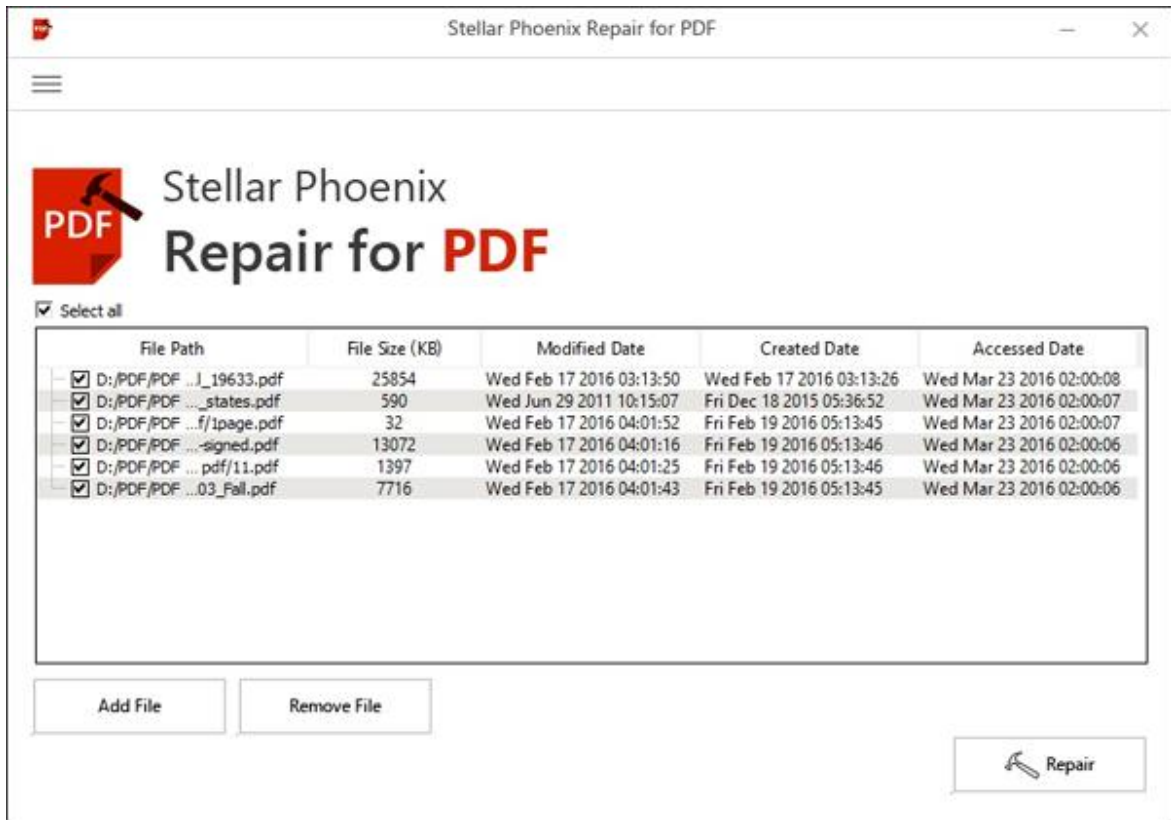 Stellar Phoenix Repair for PDF
PDF
Stellar Phoenix
Repair for PDF
Select all
File Path File Size (KB) Modified Date Created Date Accessed Date
D:/PDF/PDF ...l_19633.pdf 25854 Wed Feb 17 2016 03:13:50 Wed Feb 17 2016 03:13:26 Wed Mar 23 2016 02:00:08
D:/PDF/PDF ..._states.pdf 590 Wed Jun 29 2011 10:15:07 Fri Dec 18 2015 05:36:52 Wed Mar 23 2016 02:00:07
D:/PDF/PDF ...f/1page.pdf 32 Wed Feb 17 2016 04:01:52 Fri Feb 19 2016 05:13:45 Wed Mar 23 2016 02:00:07
D:/PDF/PDF ...-signed.pdf 13072 Wed Feb 17 2016 04:01:16 Fri Feb 19 2016 05:13:46 Wed Mar 23 2016 02:00:06
D:/PDF/PDF ... pdf/11.pdf 1397 Wed Feb 17 2016 04:01:25 Fri Feb 19 2016 05:13:46 Wed Mar 23 2016 02:00:06
D:/PDF/PDF ...03_Fall.pdf 7716 Wed Feb 17 2016 04:01:43 Fri Feb 19 2016 05:13:45 Wed Mar 23 2016 02:00:06
Add File Remove File
Repair